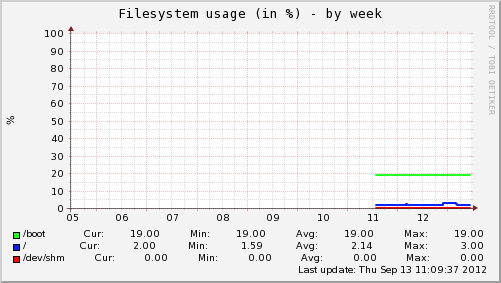 Filesystem usage (in %) - by week
RRDTOOL / TOBI OETIKER
%
100
90
80
70
60
50
40
30
20
10
0
05 06 07 08 09 10 11 12
/boot Cur: 19.00 Min: 19.00 Avg: 19.00 Max: 19.00
/ Cur: 2.00 Min: 1.59 Avg: 2.14 Max: 3.00
/dev/shm Cur: 0.00 Min: 0.00 Avg: 0.00 Max: 0.00
Last update: Thu Sep 13 11:09:37 2012